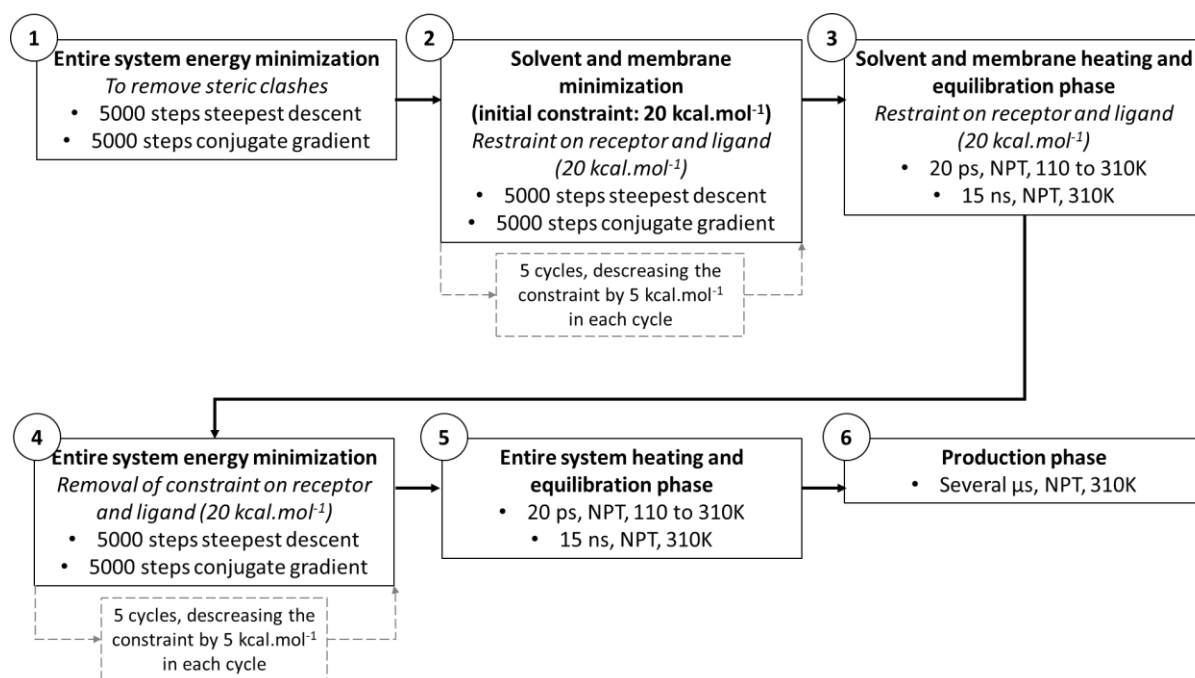 1
Entire system energy minimization
To remove steric clashes
• 5000 steps steepest descent
• 5000 steps conjugate gradient
2
Solvent and membrane
minimization
(initial constraint: 20 kcal.mol⁻¹)
Restraint on receptor and ligand
(20 kcal.mol⁻¹)
• 5000 steps steepest descent
• 5000 steps conjugate gradient
5 cycles, descreasing the
constraint by 5 kcal.mol⁻¹
in each cycle
3
Solvent and membrane heating and
equilibration phase
Restraint on receptor and ligand
(20 kcal.mol⁻¹)
• 20 ps, NPT, 110 to 310K
• 15 ns, NPT, 310K
4
Entire system energy minimization
Removal of constraint on receptor
and ligand (20 kcal.mol⁻¹)
• 5000 steps steepest descent
• 5000 steps conjugate gradient
5 cycles, descreasing the
constraint by 5 kcal.mol⁻¹
in each cycle
5
Entire system heating and
equilibration phase
• 20 ps, NPT, 110 to 310K
• 15 ns, NPT, 310K
6
Production phase
• Several μs, NPT, 310K